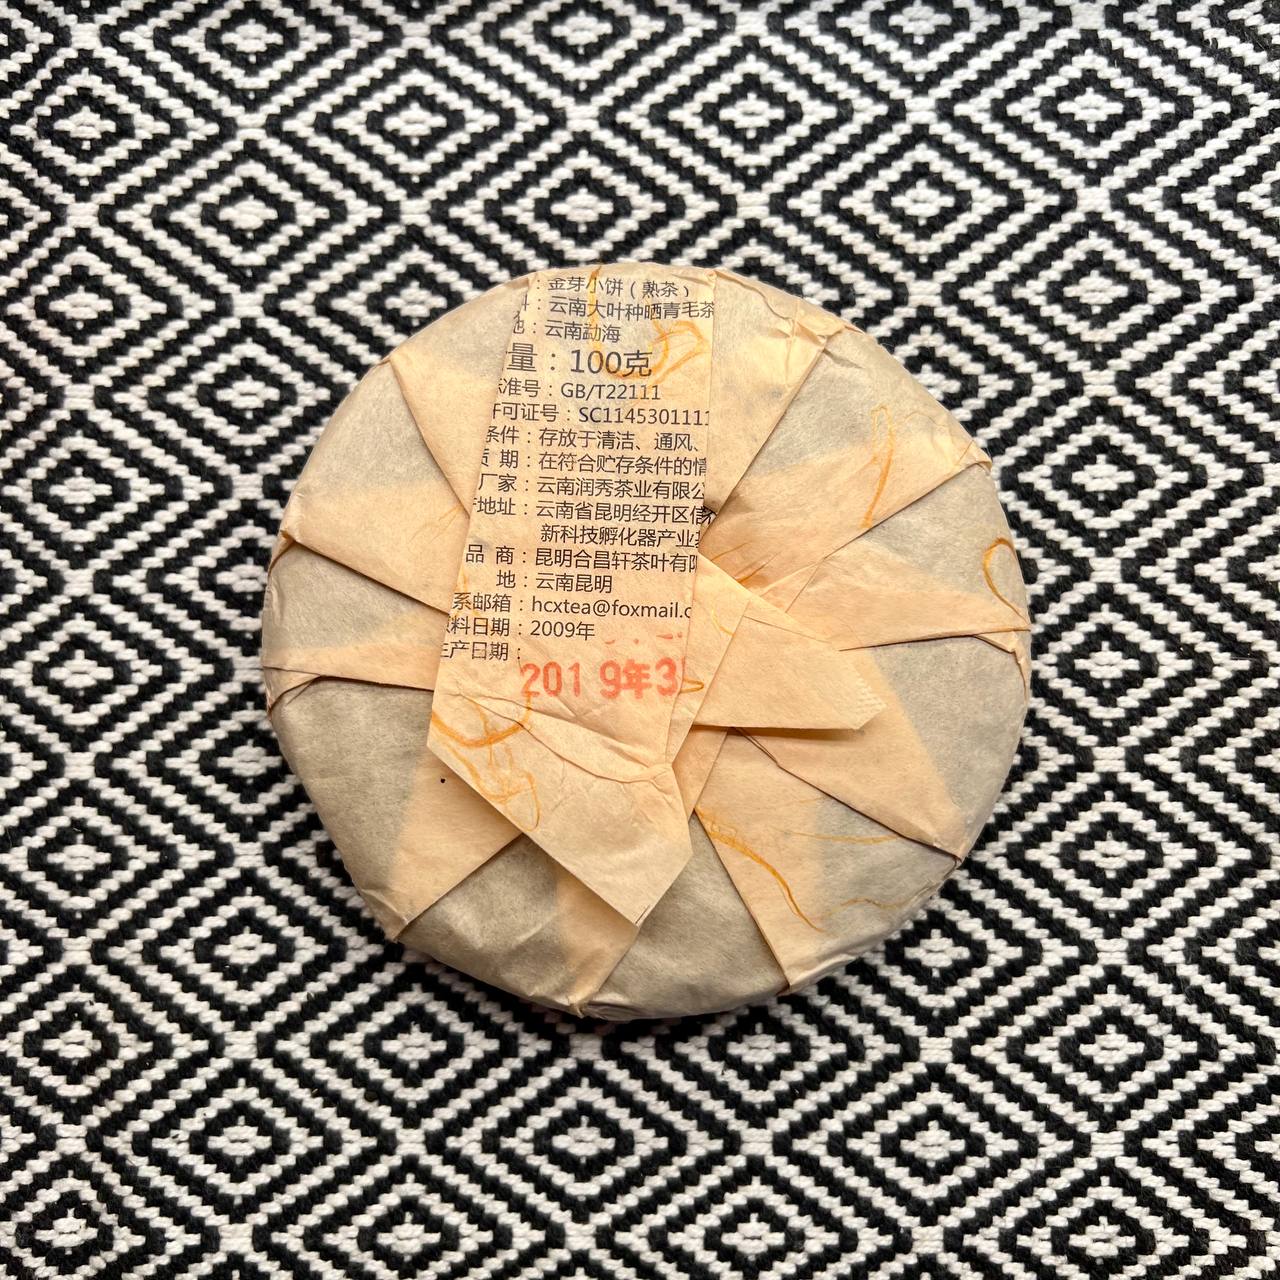 ：金芽小饼（熟茶）
：云南大叶种晒青毛茶
地：云南勐海
量：100克
准号：GB/T22111
可证号：SC1145301111
条件：存放于清洁、通风、
期：在符合贮存条件的情
厂家：云南润秀茶业有限公
地址：云南省昆明经开区信
新科技孵化器产业
品 商：昆明合昌轩茶叶有限
地：云南昆明
系邮箱：hcxtea@foxmail.c
料日期：2009年
生产日期：
2019年3